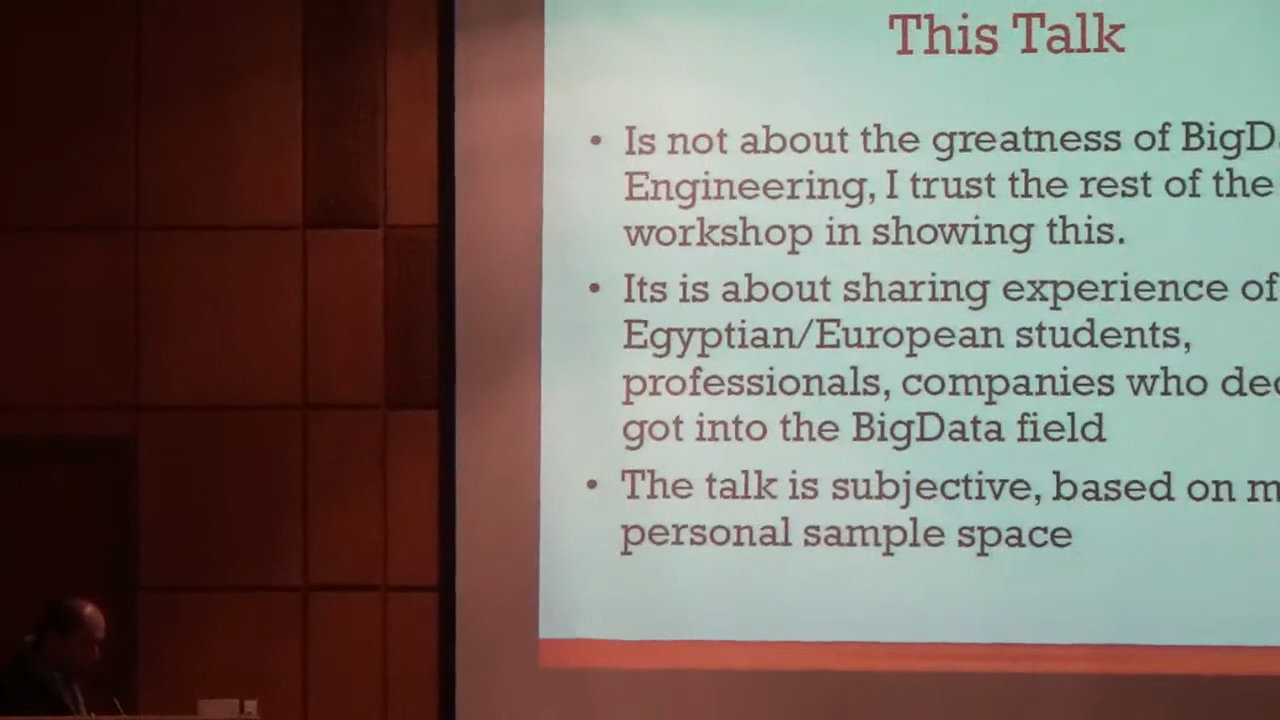 This Talk
• Is not about the greatness of BigD
Engineering, I trust the rest of the
workshop in showing this.
• Its is about sharing experience of
Egyptian/European students,
professionals, companies who dec
got into the BigData field
• The talk is subjective, based on m
personal sample space